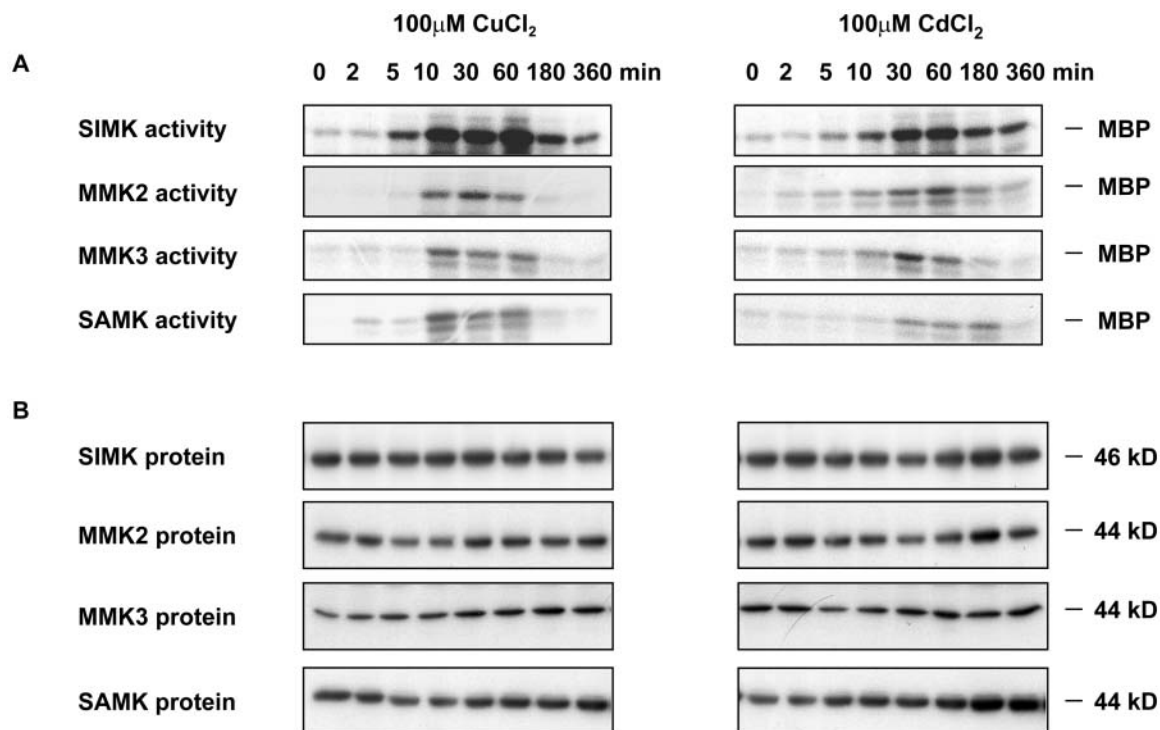 100μM CuCl₂ 100μM CdCl₂
A 0 2 5 10 30 60 180 360 min 0 2 5 10 30 60 180 360 min
SIMK activity – MBP
MMK2 activity – MBP
MMK3 activity – MBP
SAMK activity – MBP
B
SIMK protein – 46 kD
MMK2 protein – 44 kD
MMK3 protein – 44 kD
SAMK protein – 44 kD